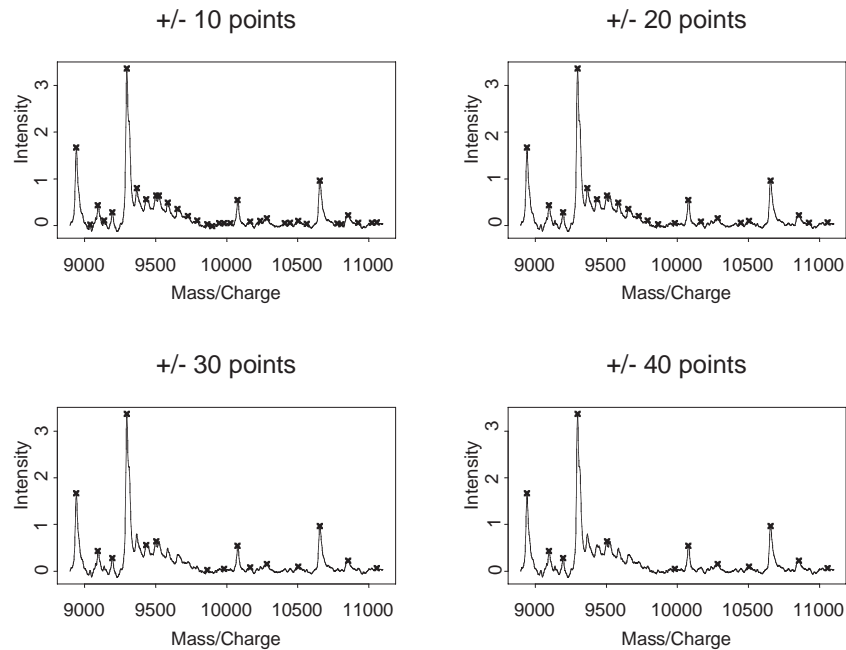 +/- 10 points
+/- 20 points
Intensity
3
2
1
0
9000 9500 10000 10500 11000
Mass/Charge
Intensity
3
2
1
0
9000 9500 10000 10500 11000
Mass/Charge
+/- 30 points
+/- 40 points
Intensity
3
2
1
0
9000 9500 10000 10500 11000
Mass/Charge
Intensity
3
2
1
0
9000 9500 10000 10500 11000
Mass/Charge